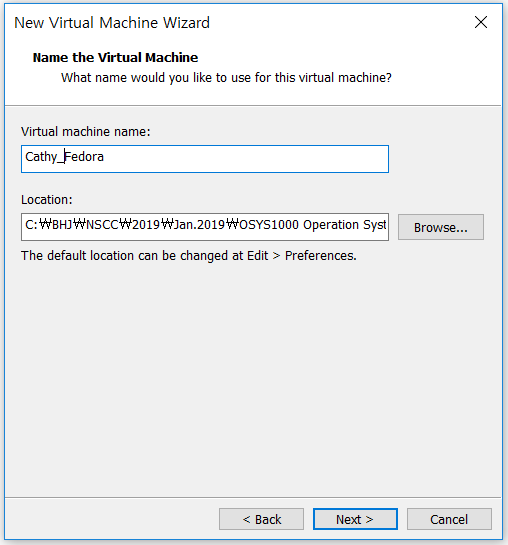 New Virtual Machine Wizard
Name the Virtual Machine
What name would you like to use for this virtual machine?
Virtual machine name:
Cathy_Fedora
Location:
C:₩BHJ₩NSCC₩2019₩Jan.2019₩OSYS1000 Operation Syst
Browse...
The default location can be changed at Edit > Preferences.
< Back
Next >
Cancel